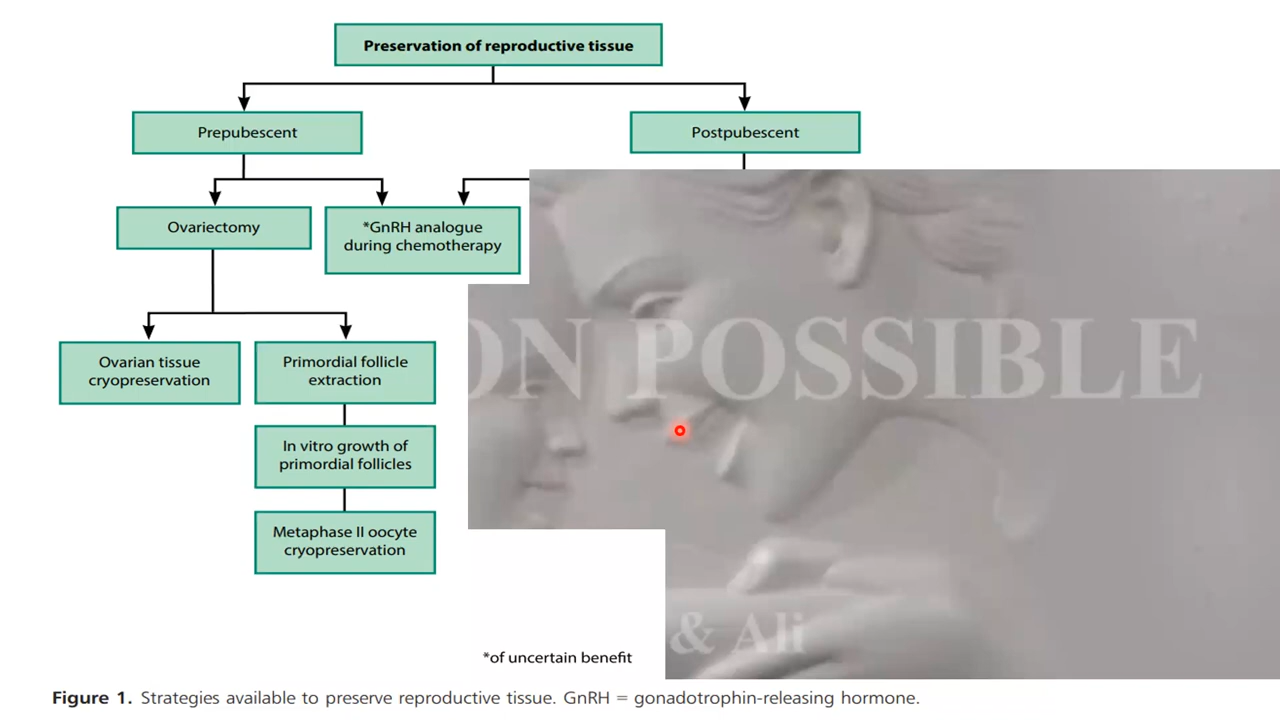 Preservation of reproductive tissue
Prepubescent
Postpubescent
Ovariectomy
*GnRH analogue
during chemotherapy
Ovarian tissue
cryopreservation
Primordial follicle
extraction
In vitro growth of
primordial follicles
Metaphase II oocyte
cryopreservation
ON POSSIBLE
& Ali
*of uncertain benefit
Figure 1. Strategies available to preserve reproductive tissue. GnRH = gonadotrophin-releasing hormone.